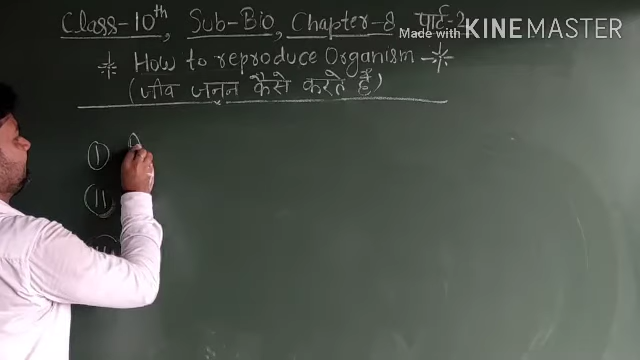 Class-10th, Sub-Bio, Chapter-8, पार्ट-2
Made with KINEMASTER
* How to reproduce Organism *
(जीव जनन कैसे करते हैं)
I
II